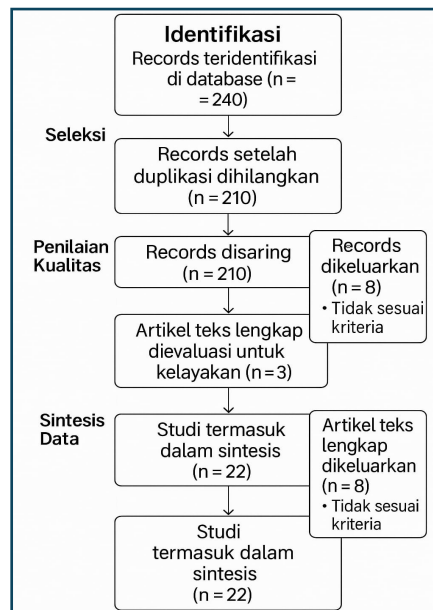 Identifikasi
Records teridentifikasi
di database (n =
= 240)
Seleksi
Records setelah
duplikasi dihilangkan
(n = 210)
Penilaian
Kualitas
Records disaring
(n = 210)
Records
dikeluarkan
(n = 8)
• Tidak sesuai
kriteria
Artikel teks lengkap
dievaluasi untuk
kelayakan (n = 3)
Sintesis
Data
Studi termasuk
dalam sintesis
(n = 22)
Artikel teks
lengkap
dikeluarkan
(n = 8)
• Tidak sesuai
kriteria
Studi
termasuk dalam
sintesis
(n = 22)